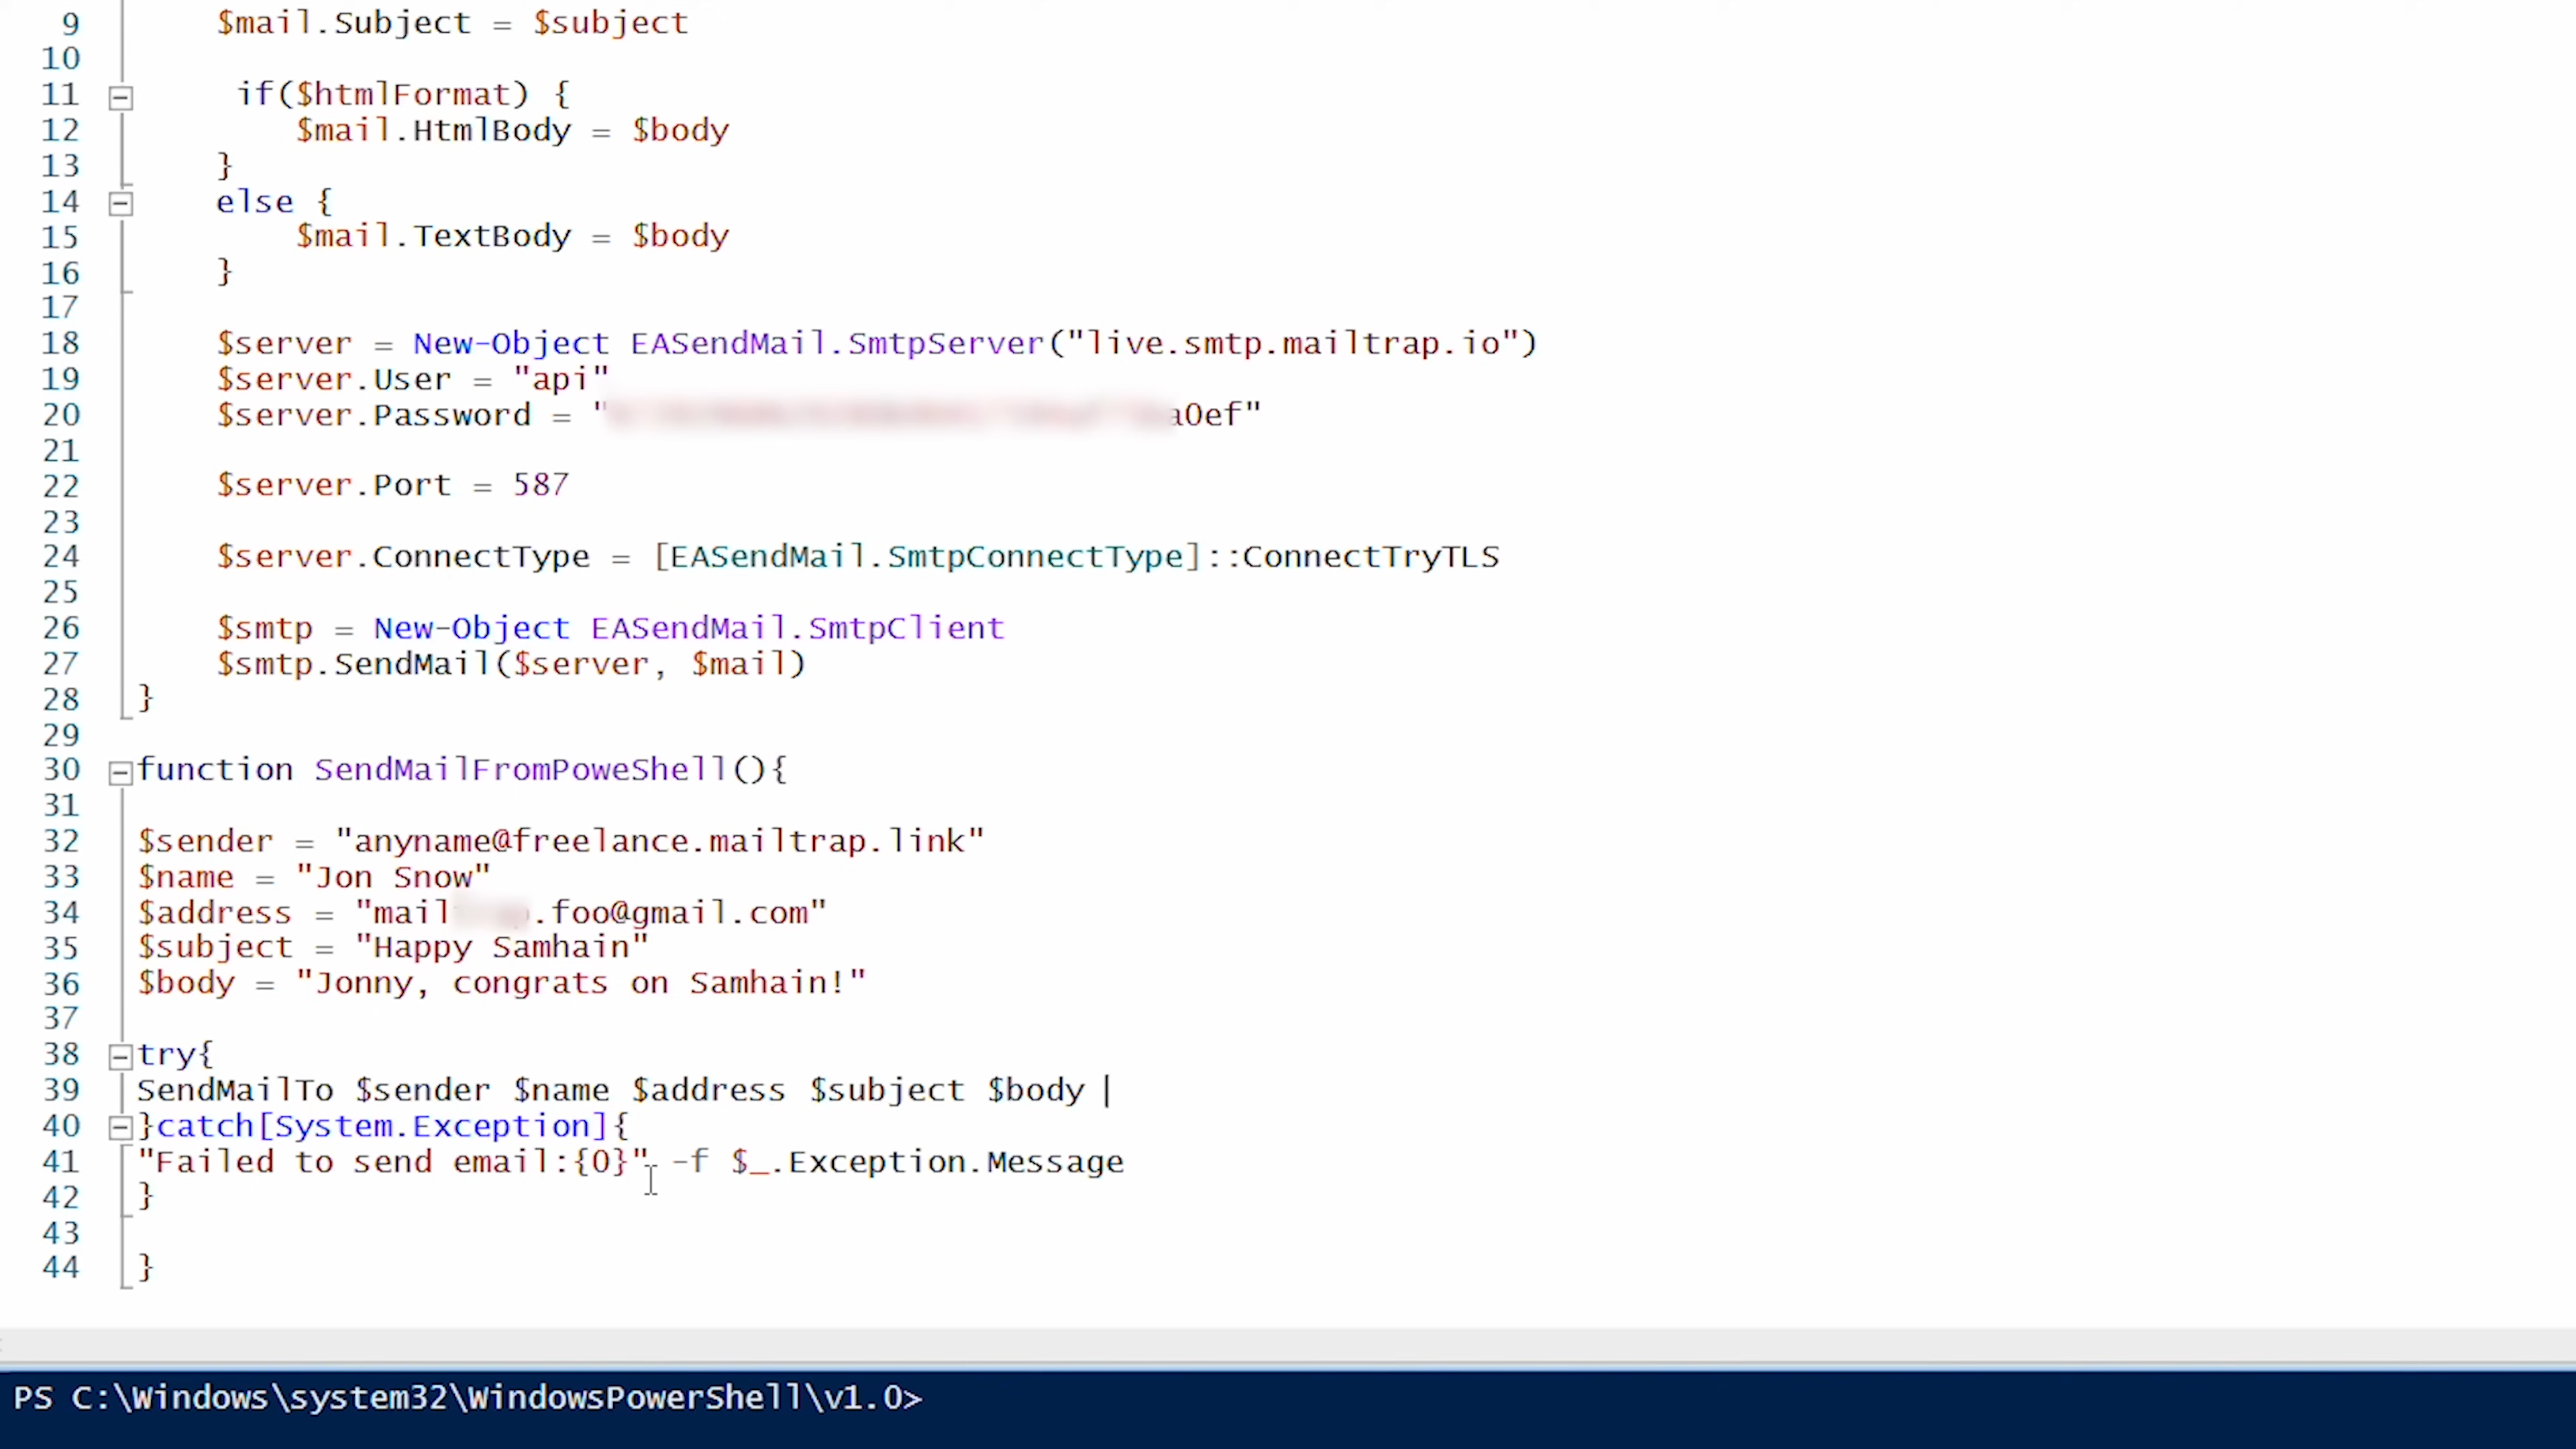 9 $mail.Subject = $subject
10
11 if($htmlFormat) {
12 $mail.HtmlBody = $body
13 }
14 else {
15 $mail.TextBody = $body
16 }
17
18 $server = New-Object EASendMail.SmtpServer("live.smtp.mailtrap.io")
19 $server.User = "api"
20 $server.Password = " a0ef"
21
22 $server.Port = 587
23
24 $server.ConnectType = [EASendMail.SmtpConnectType]::ConnectTryTLS
25
26 $smtp = New-Object EASendMail.SmtpClient
27 $smtp.SendMail($server, $mail)
28 }
29
30 function SendMailFromPoweShell(){
31
32 $sender = "anyname@freelance.mailtrap.link"
33 $name = "Jon Snow"
34 $address = "mail .foo@gmail.com"
35 $subject = "Happy Samhain"
36 $body = "Jonny, congrats on Samhain!"
37
38 try{
39 SendMailTo $sender $name $address $subject $body
40 }catch[System.Exception]{
41 "Failed to send email:{0}" -f $_.Exception.Message
42 }
43
44 }
PS C:\Windows\system32\WindowsPowerShell\v1.0>